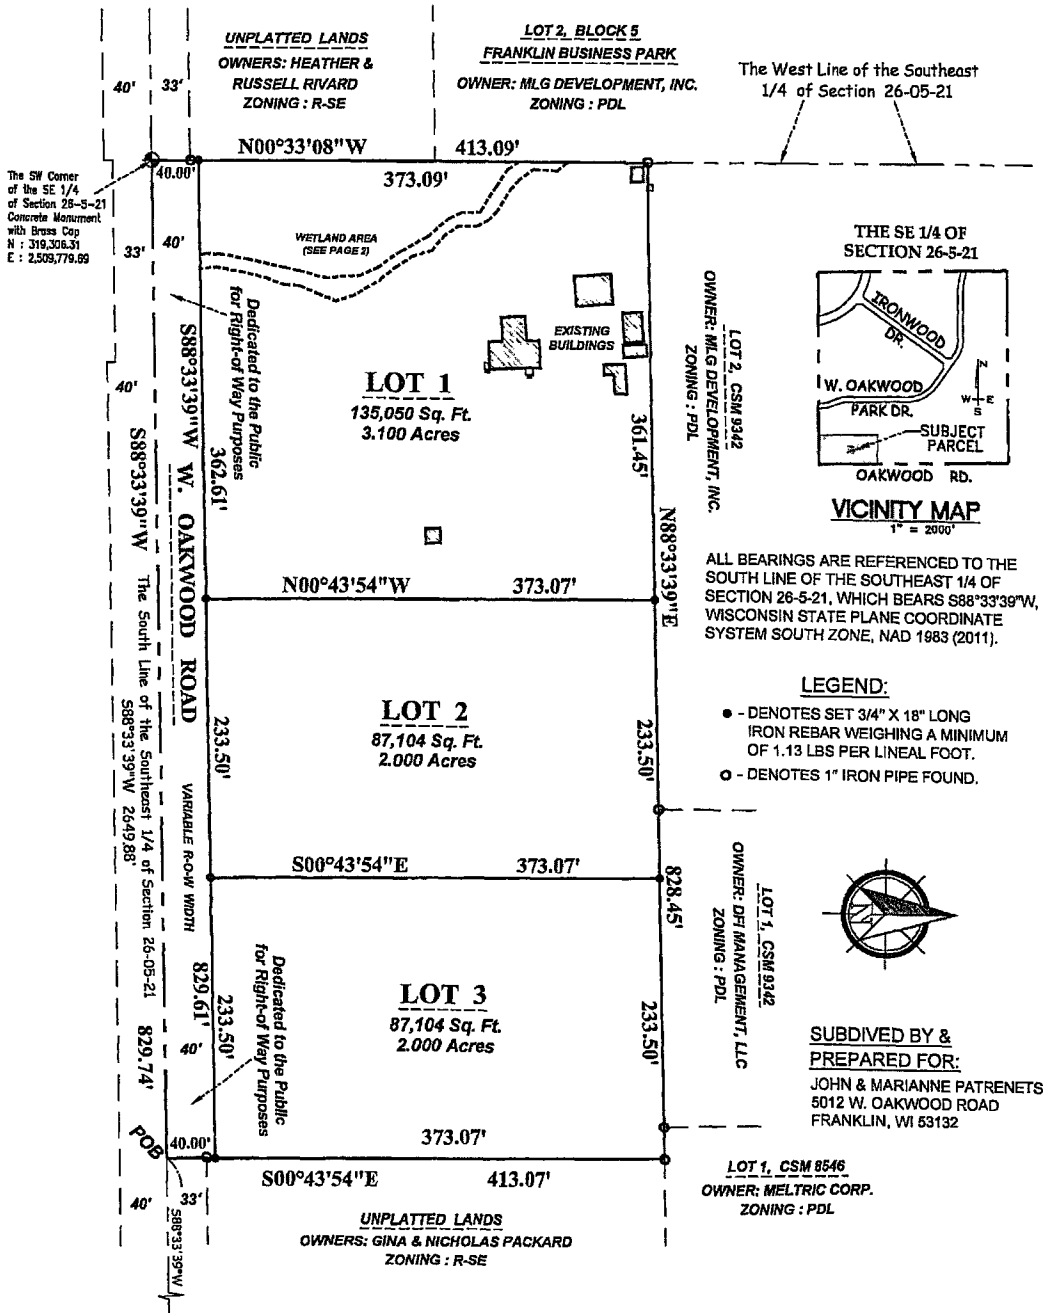 UNPLATTED LANDS
OWNERS: HEATHER &
RUSSELL RIVARD
ZONING : R-SE
LOT 2, BLOCK 5
FRANKLIN BUSINESS PARK
OWNER: MLG DEVELOPMENT, INC.
ZONING : PDL
The West Line of the Southeast
1/4 of Section 26-05-21
40'
33'
N00°33'08"W
413.09'
40.00'
373.09'
The SW Corner
of the SE 1/4
of Section 26-5-21
Concrete Monument
with Brass Cap
N : 319,306.31
E : 2,509,779.69
33'
40'
WETLAND AREA
(SEE PAGE 2)
Dedicated to the Public
for Right-of Way Purposes
EXISTING
BUILDINGS
LOT 1
135,050 Sq. Ft.
3.100 Acres
LOT 2, CSM 9342
OWNER: MLG DEVELOPMENT, INC.
ZONING : PDL
THE SE 1/4 OF
SECTION 26-5-21
IRONWOOD
DR.
W. OAKWOOD
PARK DR.
N
W
E
S
SUBJECT
PARCEL
OAKWOOD RD.
VICINITY MAP
1" = 2000'
40'
S88°33'39"W
362.61'
361.45'
S88°33'39"W
W. OAKWOOD ROAD
N88°33'39"E
N00°43'54"W
373.07'
ALL BEARINGS ARE REFERENCED TO THE
SOUTH LINE OF THE SOUTHEAST 1/4 OF
SECTION 26-5-21, WHICH BEARS S88°33'39"W,
WISCONSIN STATE PLANE COORDINATE
SYSTEM SOUTH ZONE, NAD 1983 (2011).
LEGEND:
- DENOTES SET 3/4" X 18" LONG
IRON REBAR WEIGHING A MINIMUM
OF 1.13 LBS PER LINEAL FOOT.
- DENOTES 1" IRON PIPE FOUND.
The South Line of the Southeast 1/4 of Section 26-05-21
S88°33'39"W 2649.88'
LOT 2
87,104 Sq. Ft.
2.000 Acres
233.50'
233.50'
VARIABLE R-O-W WIDTH
S00°43'54"E
373.07'
828.45'
LOT 1, CSM 9342
OWNER: DFI MANAGEMENT, LLC
ZONING : PDL
N
LOT 3
87,104 Sq. Ft.
2.000 Acres
829.61'
233.50'
233.50'
Dedicated to the Public
for Right-of Way Purposes
829.74'
40'
SUBDIVED BY &
PREPARED FOR:
JOHN & MARIANNE PATRENETS
5012 W. OAKWOOD ROAD
FRANKLIN, WI 53132
POB
40.00'
373.07'
S00°43'54"E
413.07'
40'
33'
S88°33'39"W
LOT 1, CSM 8546
OWNER: MELTRIC CORP.
ZONING : PDL
UNPLATTED LANDS
OWNERS: GINA & NICHOLAS PACKARD
ZONING : R-SE